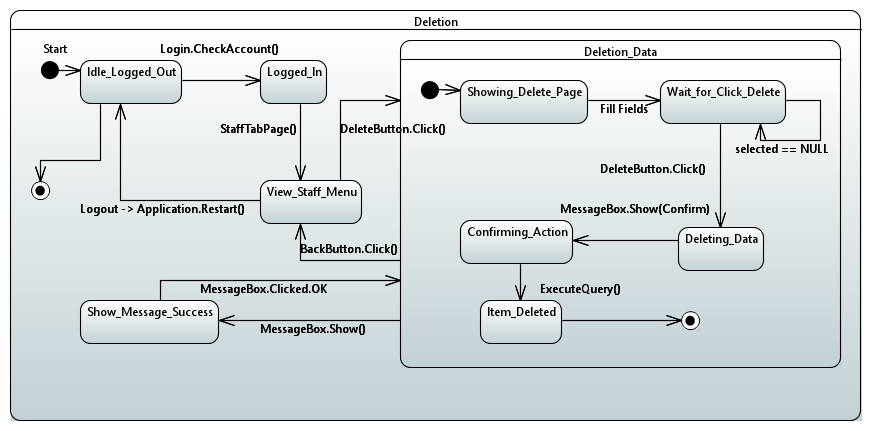 Deletion
Start
Login.CheckAccount()
Deletion_Data
Idle_Logged_Out
Logged_In
Showing_Delete_Page
Wait_for_Click_Delete
Fill Fields
StaffTabPage()
DeleteButton.Click()
selected == NULL
DeleteButton.Click()
View_Staff_Menu
Logout -> Application.Restart()
MessageBox.Show(Confirm)
Confirming_Action
Deleting_Data
BackButton.Click()
MessageBox.Clicked.OK
ExecuteQuery()
Show_Message_Success
Item_Deleted
MessageBox.Show()